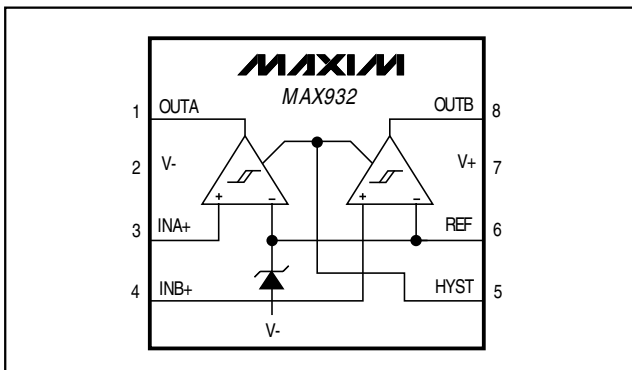 MAXIM
MAX932
1 OUTA
OUTB 8
2 V-
V+ 7
+ − + −
3 INA+
REF 6
4 INB+
HYST 5
V-